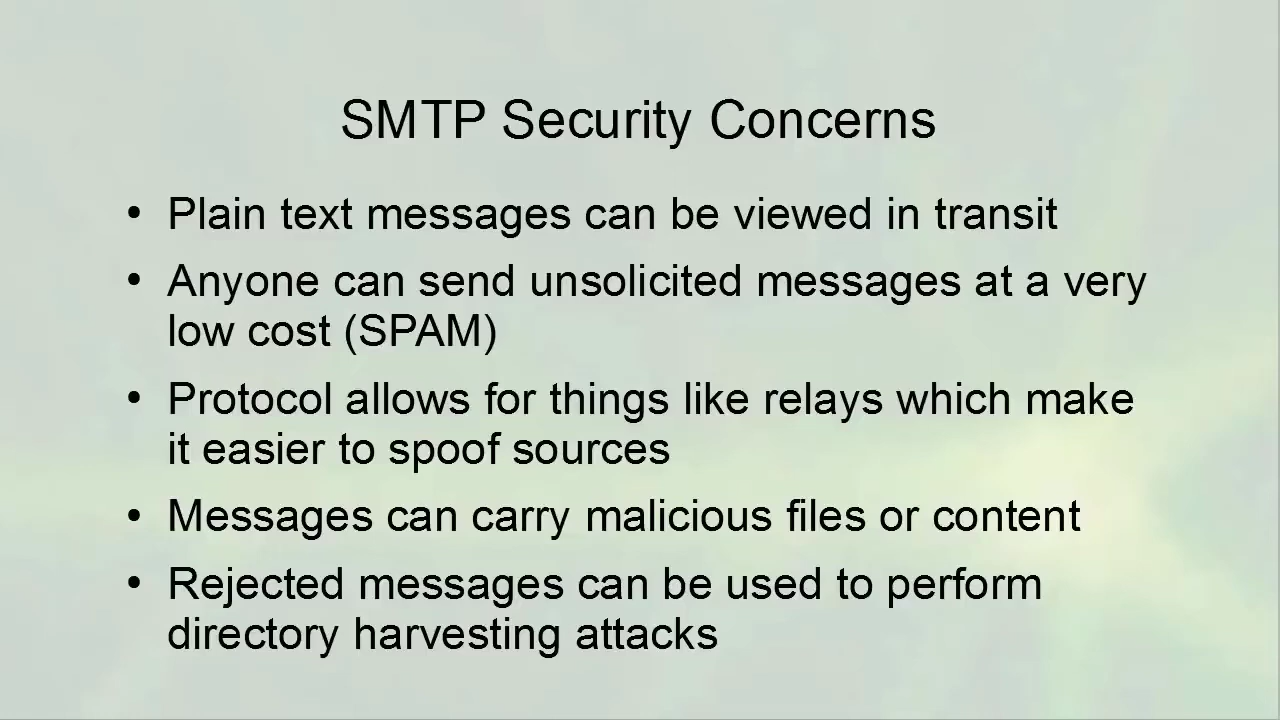 SMTP Security Concerns
• Plain text messages can be viewed in transit
• Anyone can send unsolicited messages at a very
low cost (SPAM)
• Protocol allows for things like relays which make
it easier to spoof sources
• Messages can carry malicious files or content
• Rejected messages can be used to perform
directory harvesting attacks